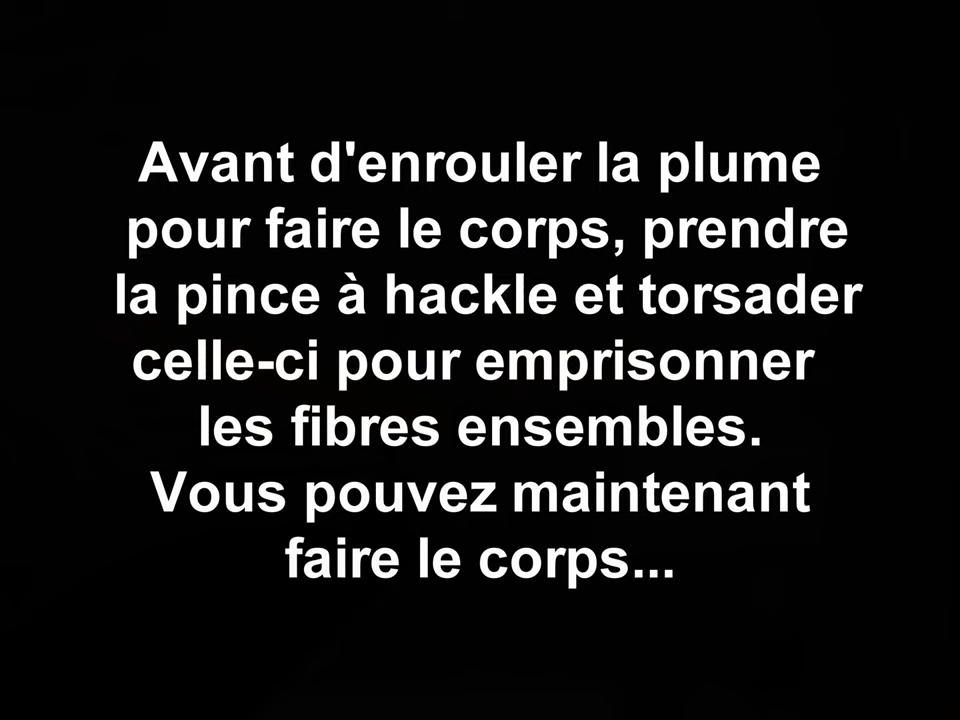 Avant d'enrouler la plume
pour faire le corps, prendre
la pince à hackle et torsader
celle-ci pour emprisonner
les fibres ensembles.
Vous pouvez maintenant
faire le corps...